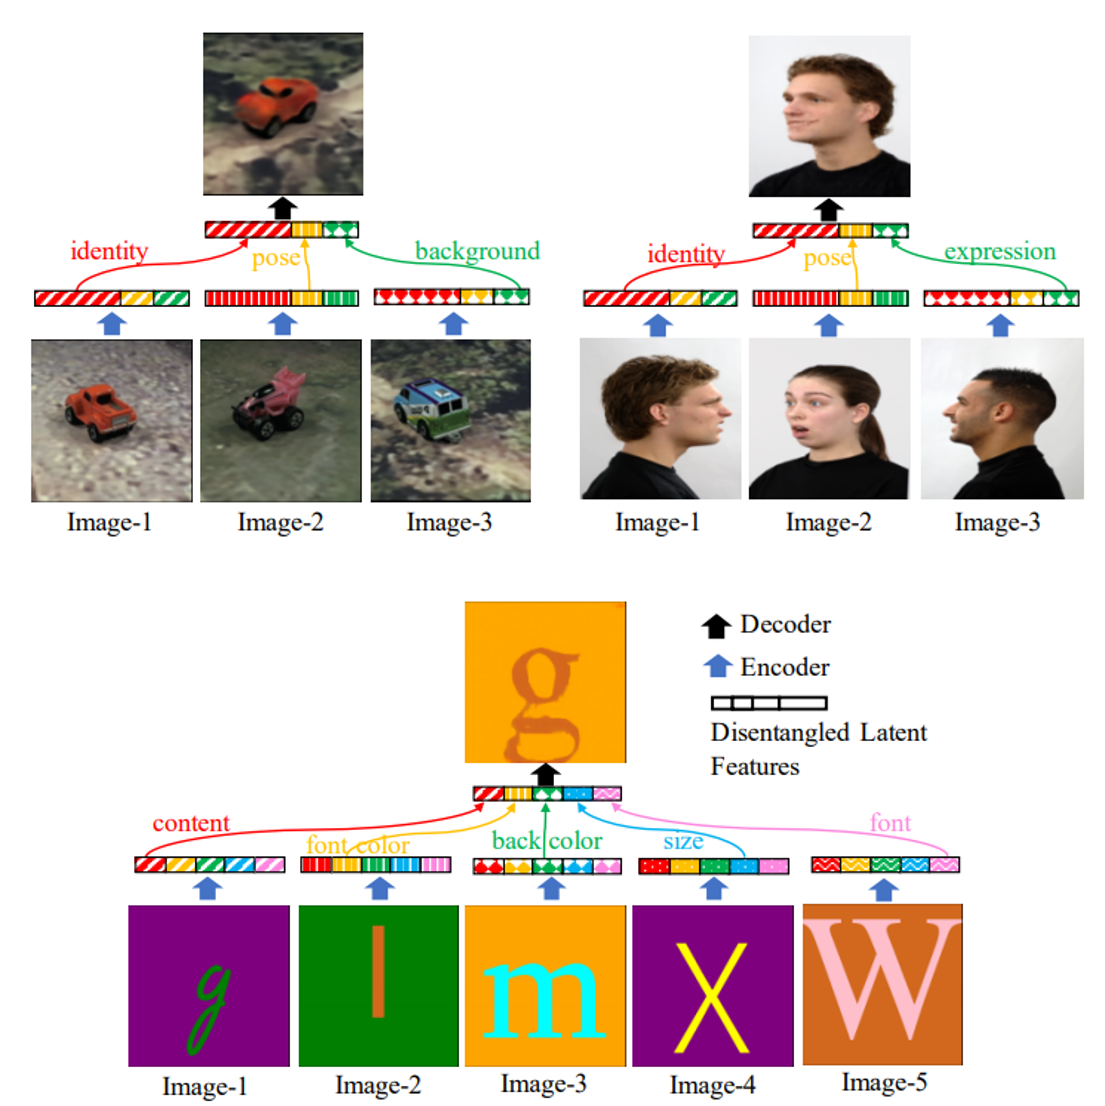 identity
pose
background
Image-1
Image-2
Image-3
identity
pose
expression
Image-1
Image-2
Image-3
g
Decoder
Encoder
Disentangled Latent
Features
content
font color
back color
size
font
g
l
m
X
W
Image-1
Image-2
Image-3
Image-4
Image-5